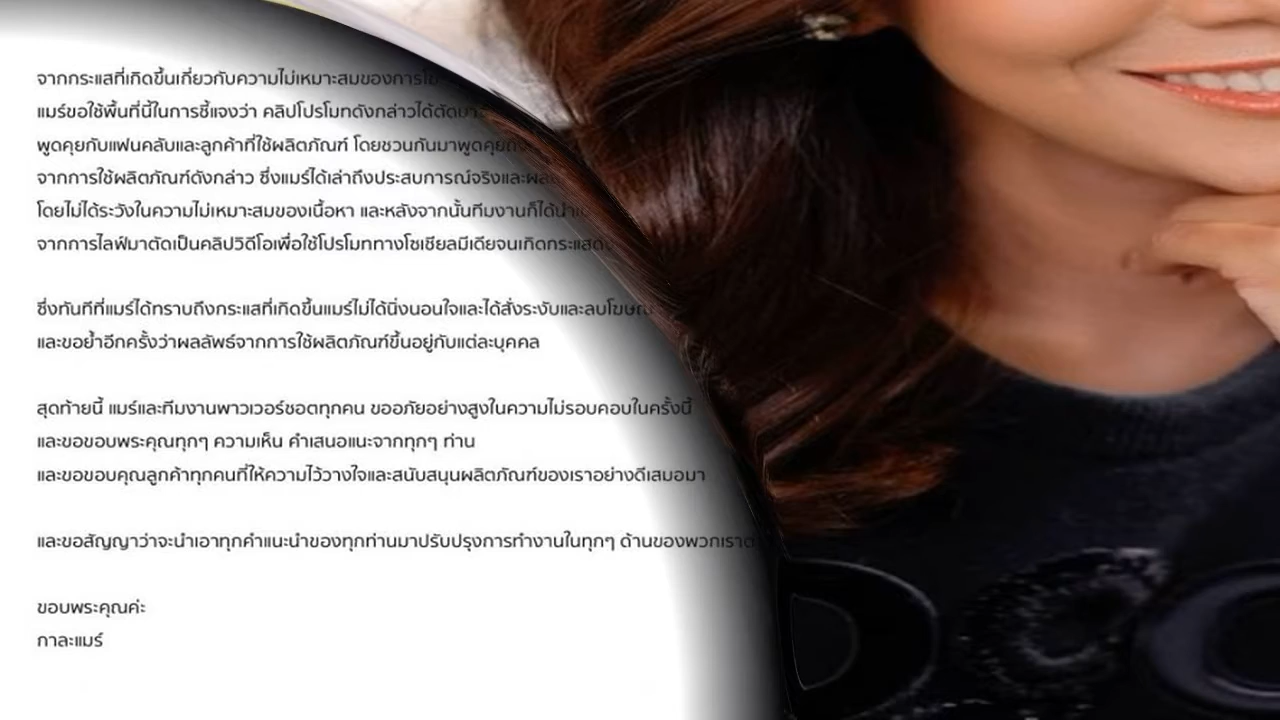 จากกระแสที่เกิดขึ้นเกี่ยวกับความไม่เหมาะสมของการ
แมร์ขอใช้พื้นที่นี้ในการชี้แจงว่า คลิปโปรโมทดังกล่าวได้ตัด
พูดคุยกับแฟนคลับและลูกค้าที่ใช้ผลิตภัณฑ์ โดยชวนกันมาพูดคุย
จากการใช้ผลิตภัณฑ์ดังกล่าว ซึ่งแมร์ได้เล่าถึงประสบการณ์จริงและ
โดยไม่ได้ระวังในความไม่เหมาะสมของเนื้อหา และหลังจากนั้นทีมงานก็ได้
จากการไลฟ์มาตัดเป็นคลิปวิดีโอเพื่อใช้โปรโมททางโซเชียลมีเดียจนเกิดกระแส
ซึ่งทันทีที่แมร์ได้ทราบถึงกระแสที่เกิดขึ้นแมร์ไม่ได้นิ่งนอนใจและได้สั่งระงับและลบ
และขอย้ำอีกครั้งว่าผลลัพธ์จากการใช้ผลิตภัณฑ์ขึ้นอยู่กับแต่ละบุคคล
สุดท้ายนี้ แมร์และทีมงานพาวเวอร์ชอตทุกคน ขออภัยอย่างสูงในความไม่รอบคอบในครั้งนี้
และขอขอบพระคุณทุกๆ ความเห็น คำเสนอแนะจากทุกๆ ท่าน
และขอขอบคุณลูกค้าทุกคนที่ให้ความไว้วางใจและสนับสนุนผลิตภัณฑ์ของเราอย่างดีเสมอมา
และขอสัญญาว่าจะนำเอาทุกคำแนะนำของทุกท่านมาปรับปรุงการทำงานในทุกๆ ด้านของพวกเรา
ขอบพระคุณค่ะ
กาละแมร์